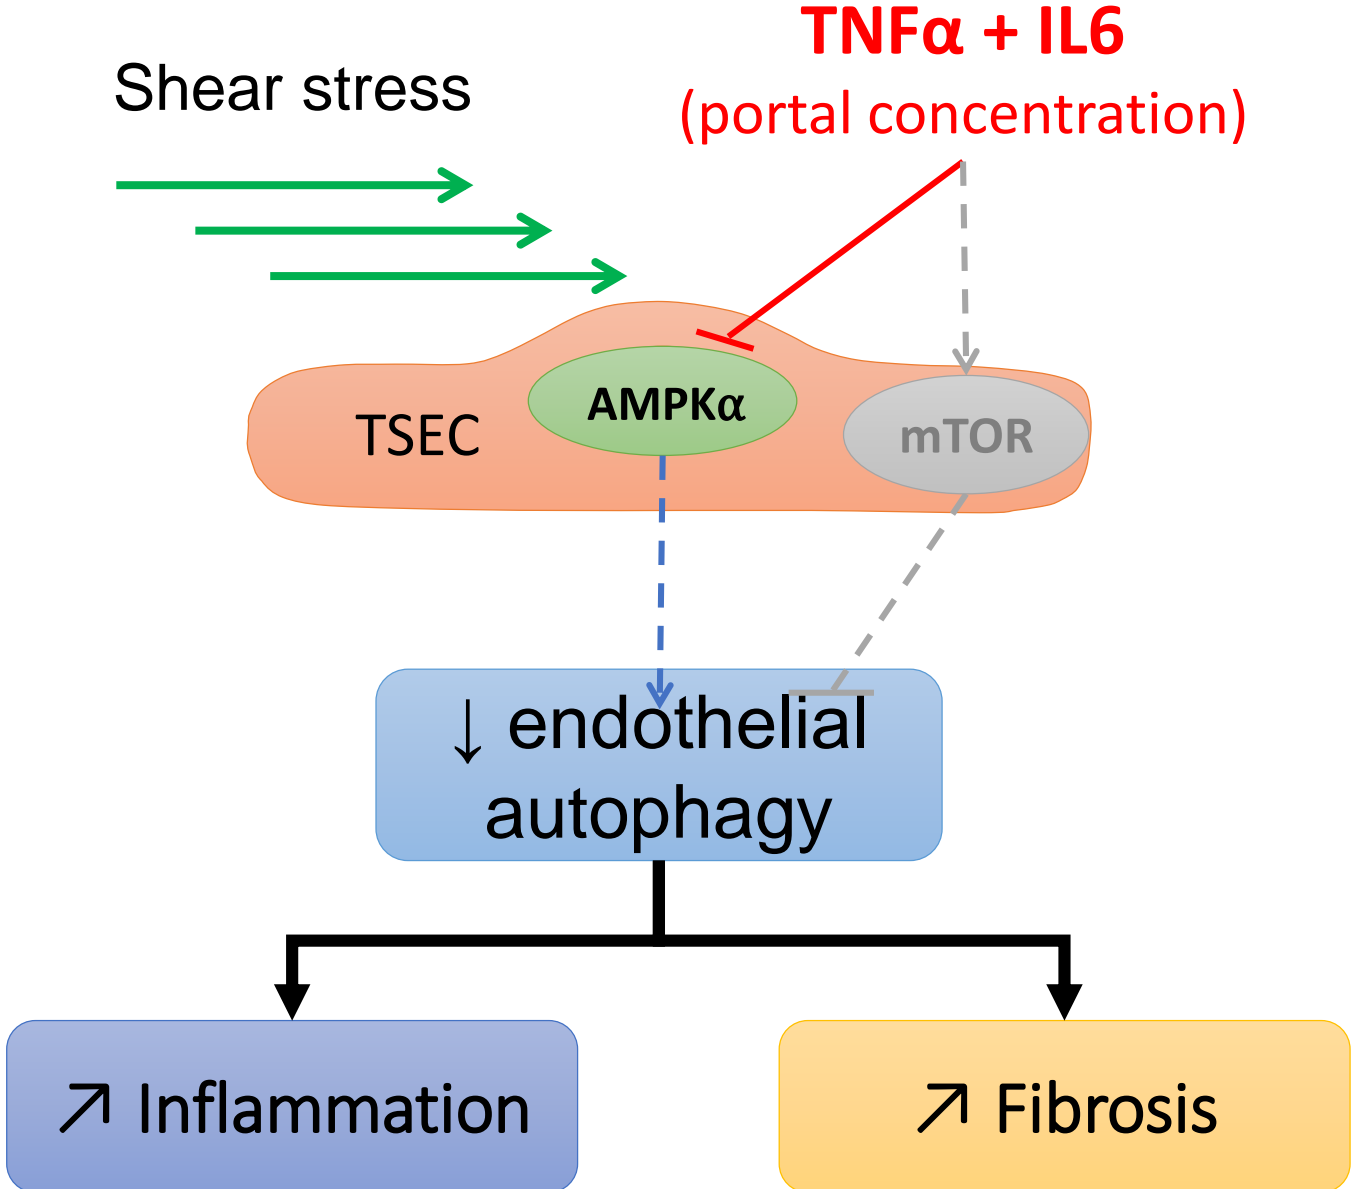 TNFα + IL6
(portal concentration)
Shear stress
AMPKα
TSEC
mTOR
↓ endothelial
autophagy
↗ Inflammation
↗ Fibrosis